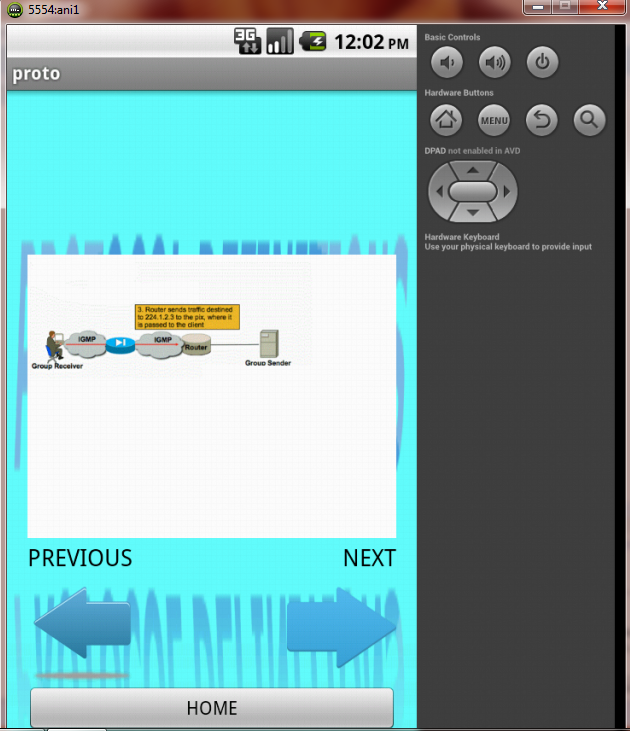 5554:ani1
3G
12:02 PM
proto
3. Router sends traffic destined
to 224.1.2.3 to the pix, where it
is passed to the client
IGMP
IGMP
Router
Group Receiver
Group Sender
PREVIOUS
NEXT
HOME
Basic Controls
Hardware Buttons
MENU
DPAD not enabled in AVD
Hardware Keyboard
Use your physical keyboard to provide input